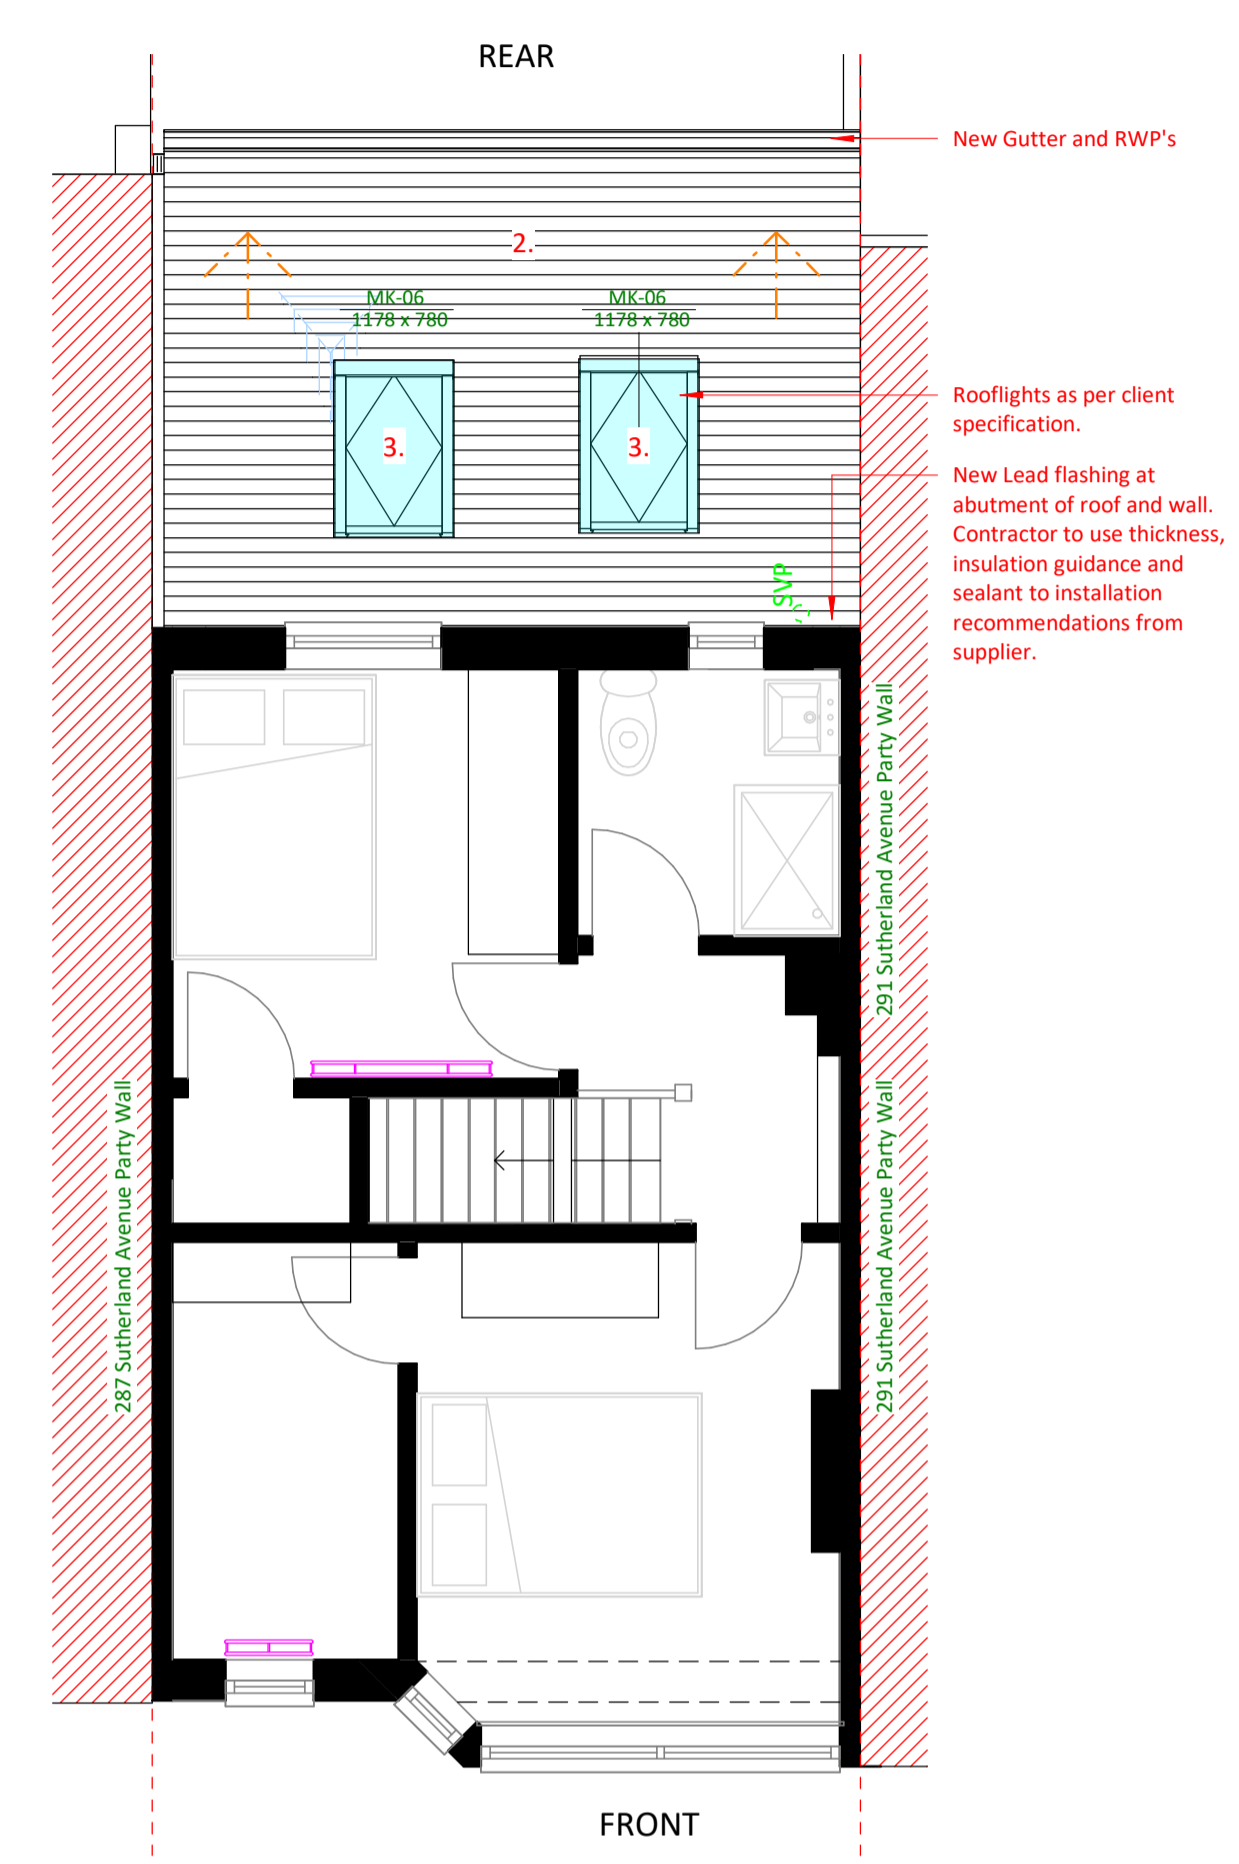 REAR
New Gutter and RWP's
2.
MK-06
1178 x 780
MK-06
1178 x 780
Rooflights as per client
specification.
3.
3.
New Lead flashing at
abutment of roof and wall.
Contractor to use thickness,
insulation guidance and
sealant to installation
recommendations from
supplier.
SVP
291 Sutherland Avenue Party Wall
287 Sutherland Avenue Party Wall
291 Sutherland Avenue Party Wall
FRONT